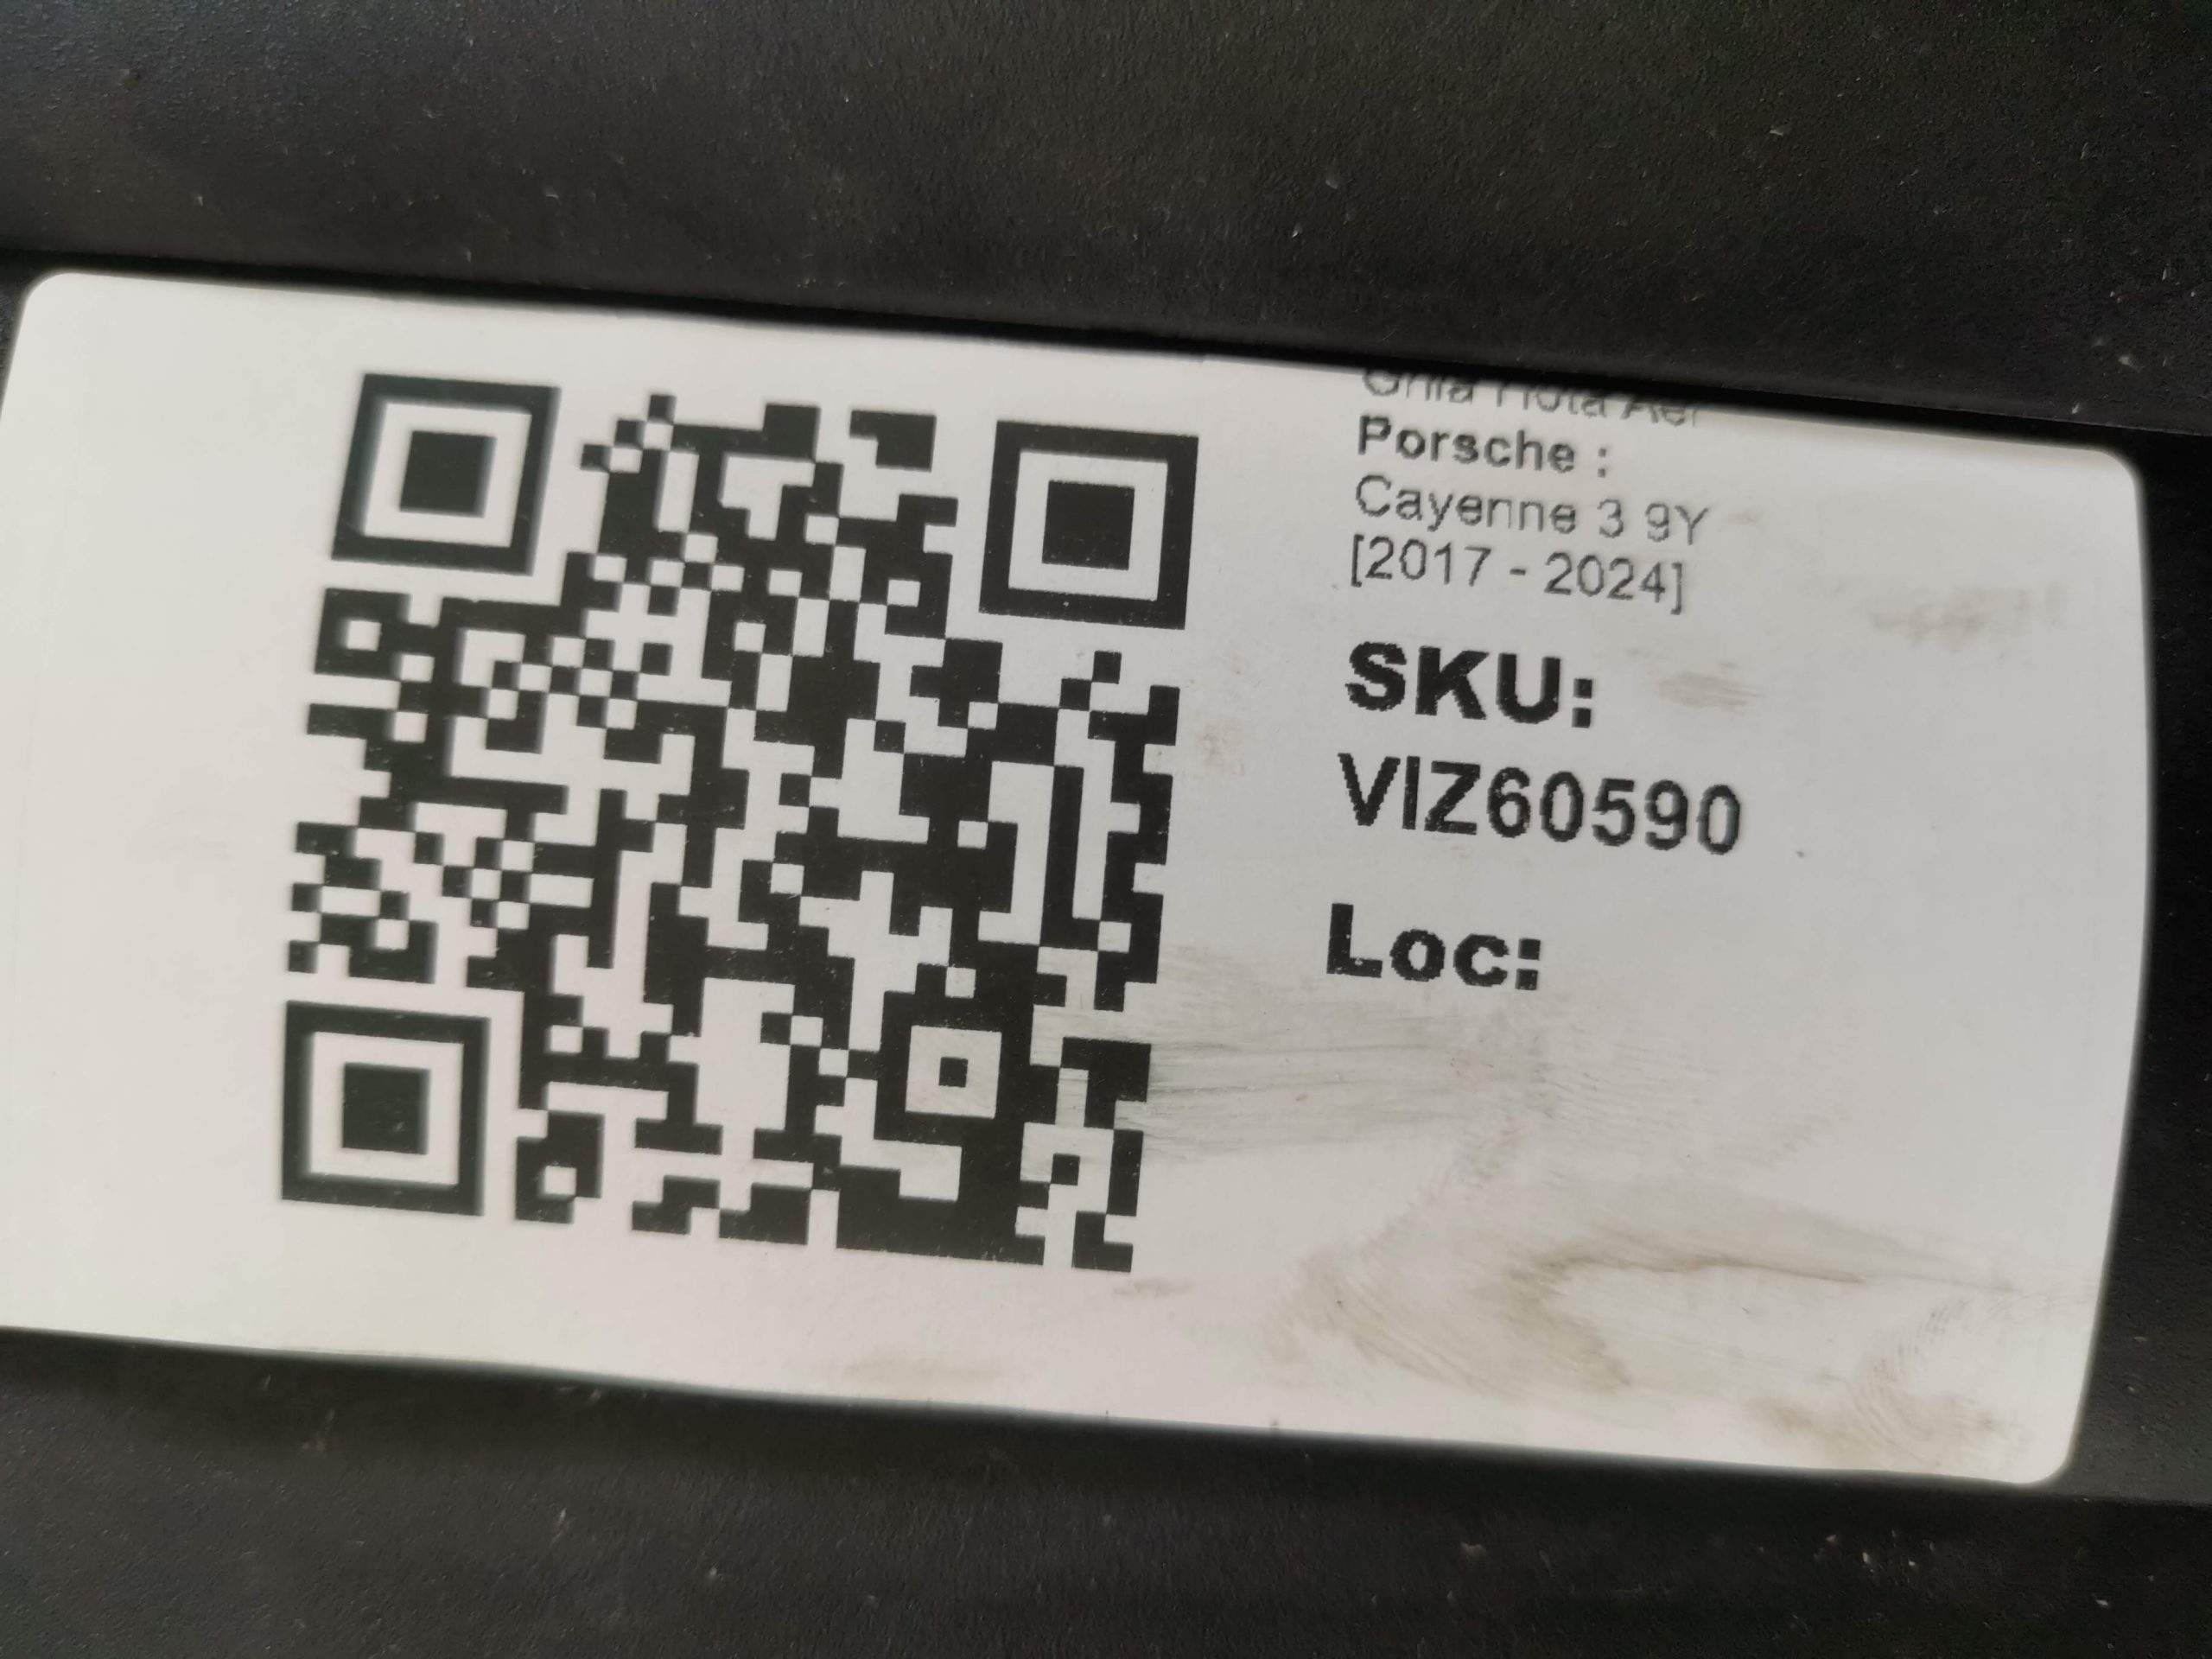 Porsche :
Cayenne 3 9Y
[2017 - 2024]
SKU:
VIZ60590
Loc: